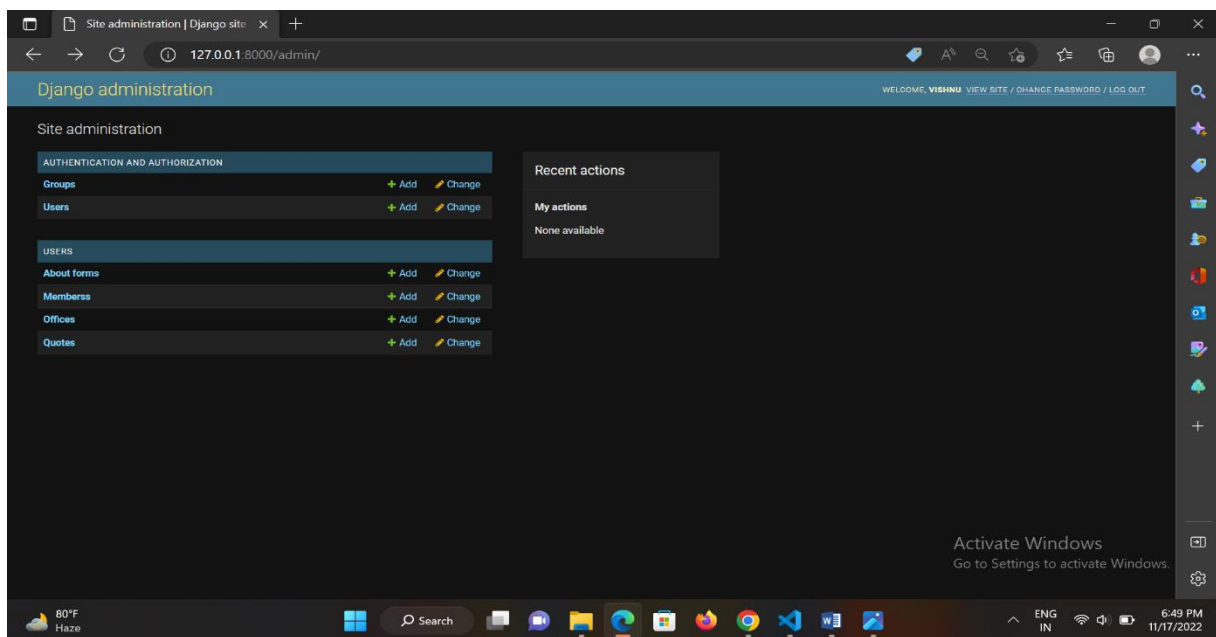 Site administration | Django site
127.0.0.1:8000/admin/
Django administration
WELCOME, VISHNU. VIEW SITE / CHANGE PASSWORD / LOG OUT
Site administration
AUTHENTICATION AND AUTHORIZATION
Groups + Add Change
Users + Add Change
USERS
About forms + Add Change
Memberss + Add Change
Offices + Add Change
Quotes + Add Change
Recent actions
My actions
None available
Activate Windows
Go to Settings to activate Windows.
80°F
Haze
Search
ENG
IN
6:49 PM
11/17/2022